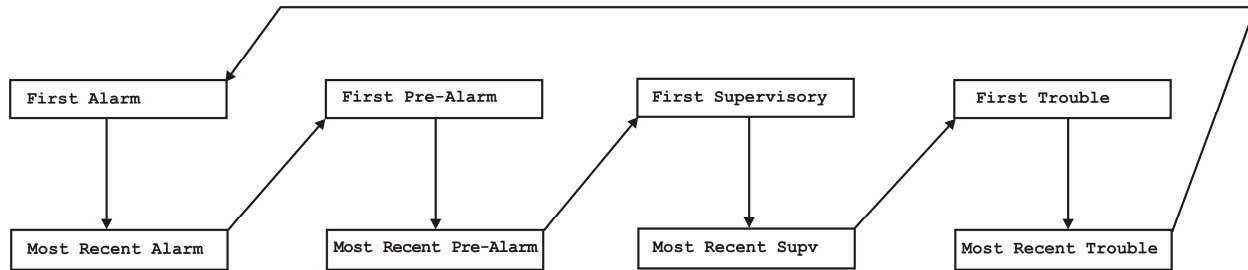 First Alarm
First Pre-Alarm
First Supervisory
First Trouble
Most Recent Alarm
Most Recent Pre-Alarm
Most Recent Supv
Most Recent Trouble